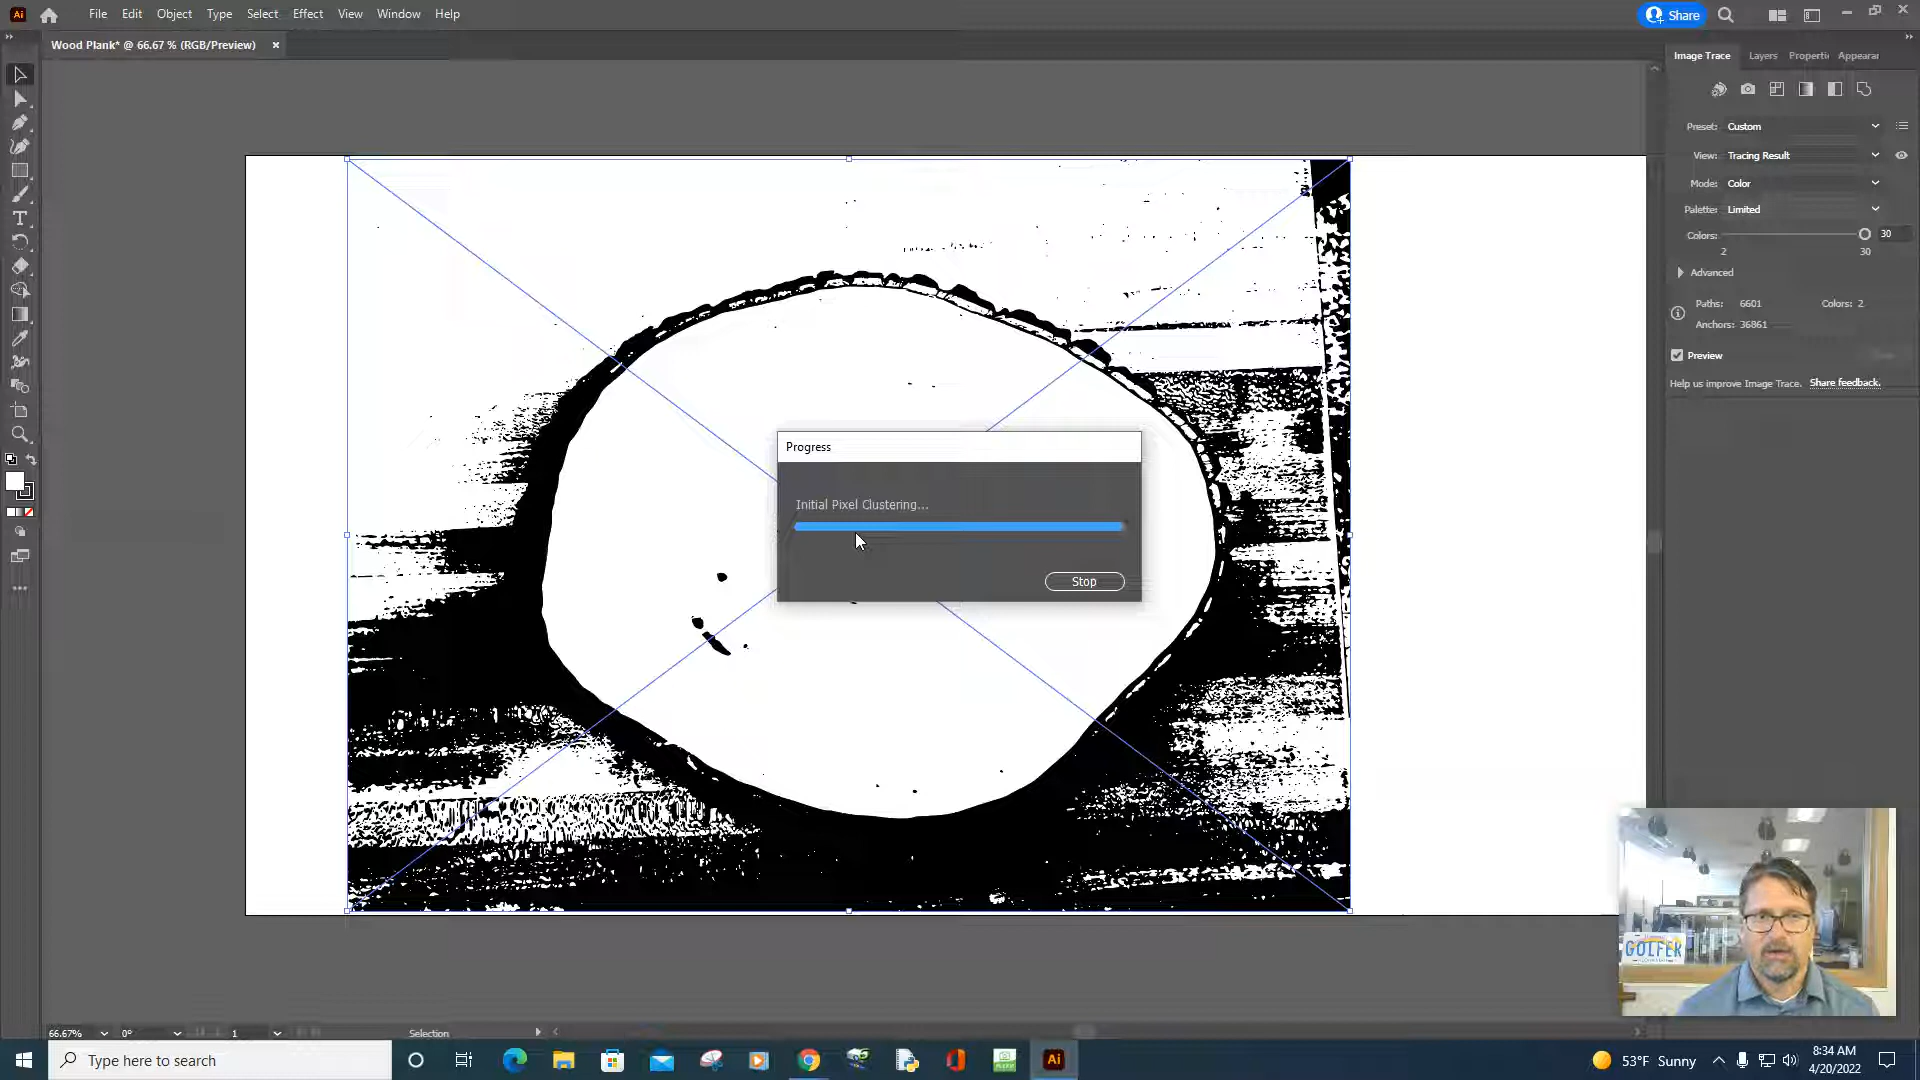 Ai File Edit Object Type Select Effect View Window Help Share
Wood Plank* @ 66.67 % (RGB/Preview) ×
Image Trace Layers Properti Appearar
Preset: Custom
View: Tracing Result
Mode: Color
Palette: Limited
Colors: 30
2 30
Advanced
Paths: 6601 Colors: 2
Anchors: 36861
Preview
Help us improve Image Trace. Share feedback.
Progress
Initial Pixel Clustering...
Stop
GOLFER
66.67% 0° 1 Selection
Type here to search
Ai
53°F Sunny
8:34 AM
4/20/2022